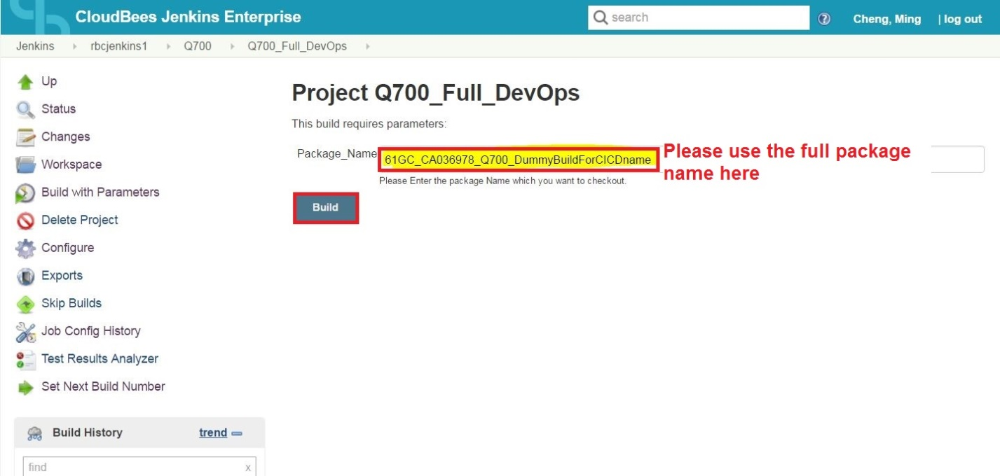 CloudBees Jenkins Enterprise
search
?
Cheng, Ming | log out
Jenkins rbcjenkins1 Q700 Q700_Full_DevOps
Up
Status
Changes
Workspace
Build with Parameters
Delete Project
Configure
Exports
Skip Builds
Job Config History
Test Results Analyzer
Set Next Build Number
Build History trend
find x
Project Q700_Full_DevOps
This build requires parameters:
Package_Name 61GC_CA036978_Q700_DummyBuildForCICDname
Please use the full package
name here
Please Enter the package Name which you want to checkout.
Build